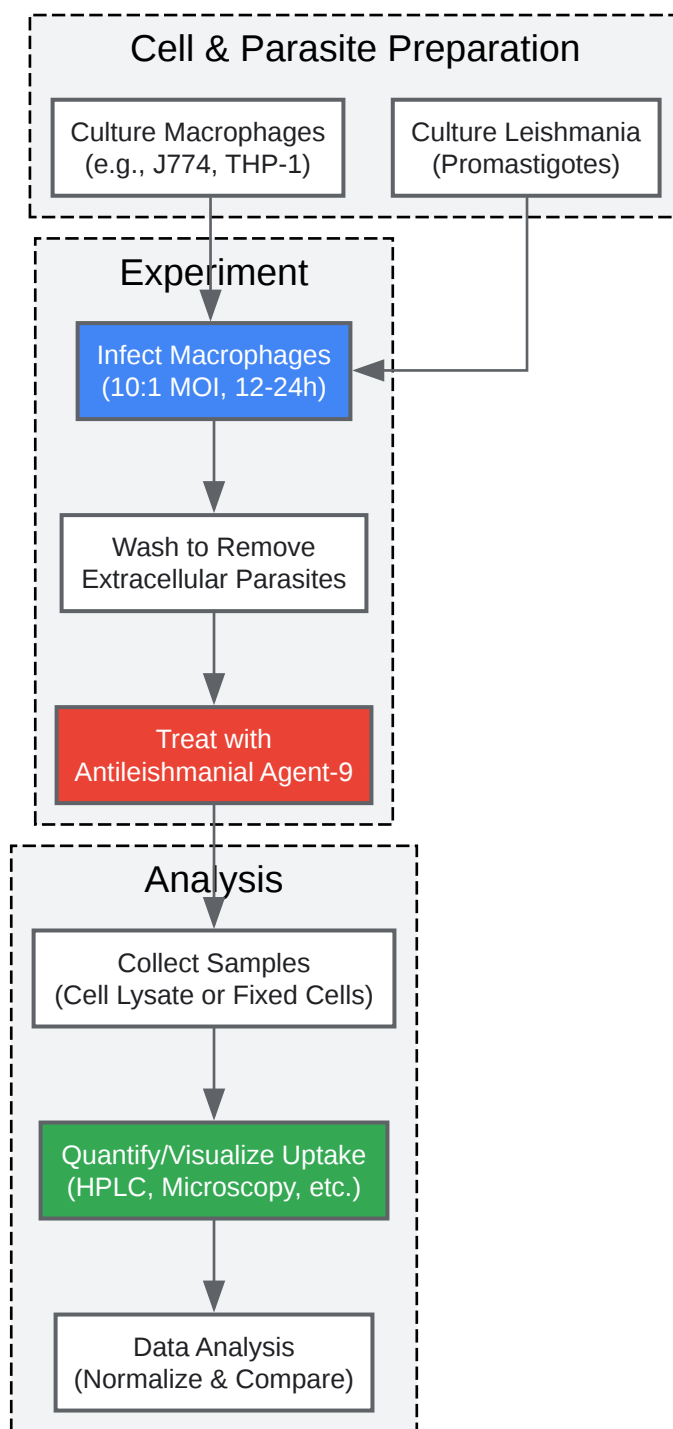 Cell & Parasite Preparation
Culture Macrophages
(e.g., J774, THP-1)
Culture Leishmania
(Promastigotes)
Experiment
Infect Macrophages
(10:1 MOI, 12-24h)
Wash to Remove
Extracellular Parasites
Treat with
Antileishmanial Agent-9
Analysis
Collect Samples
(Cell Lysate or Fixed Cells)
Quantify/Visualize Uptake
(HPLC, Microscopy, etc.)
Data Analysis
(Normalize & Compare)